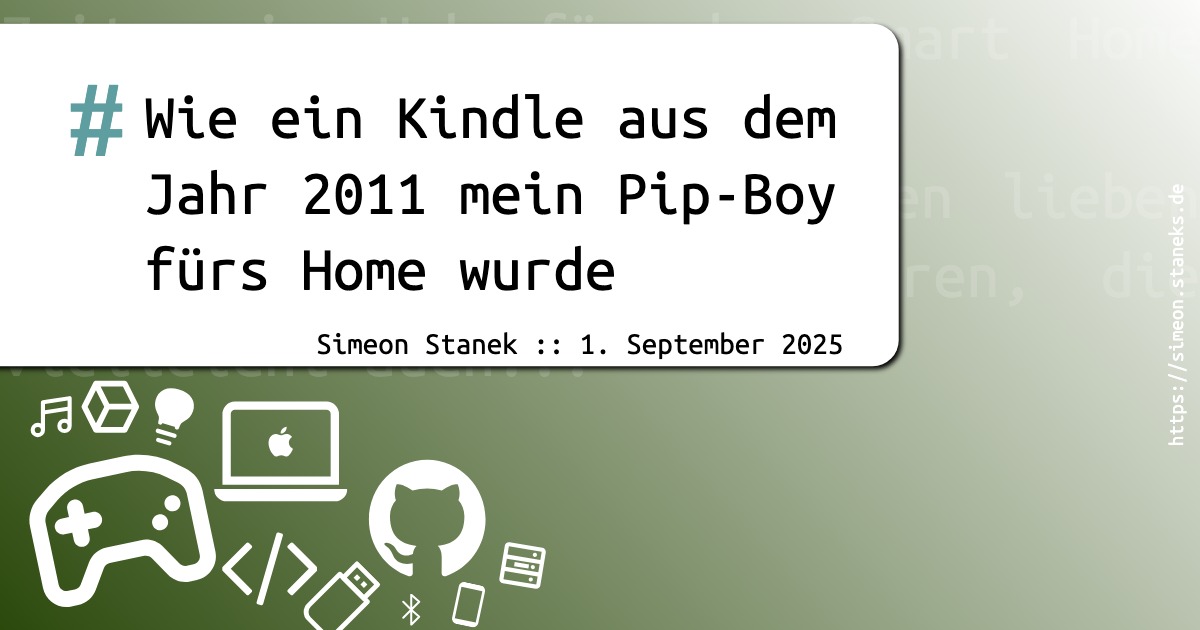 # Wie ein Kindle aus dem
Jahr 2011 mein Pip-Boy
fürs Home wurde
Simeon Stanek :: 1. September 2025
https://simeon.staneks.de